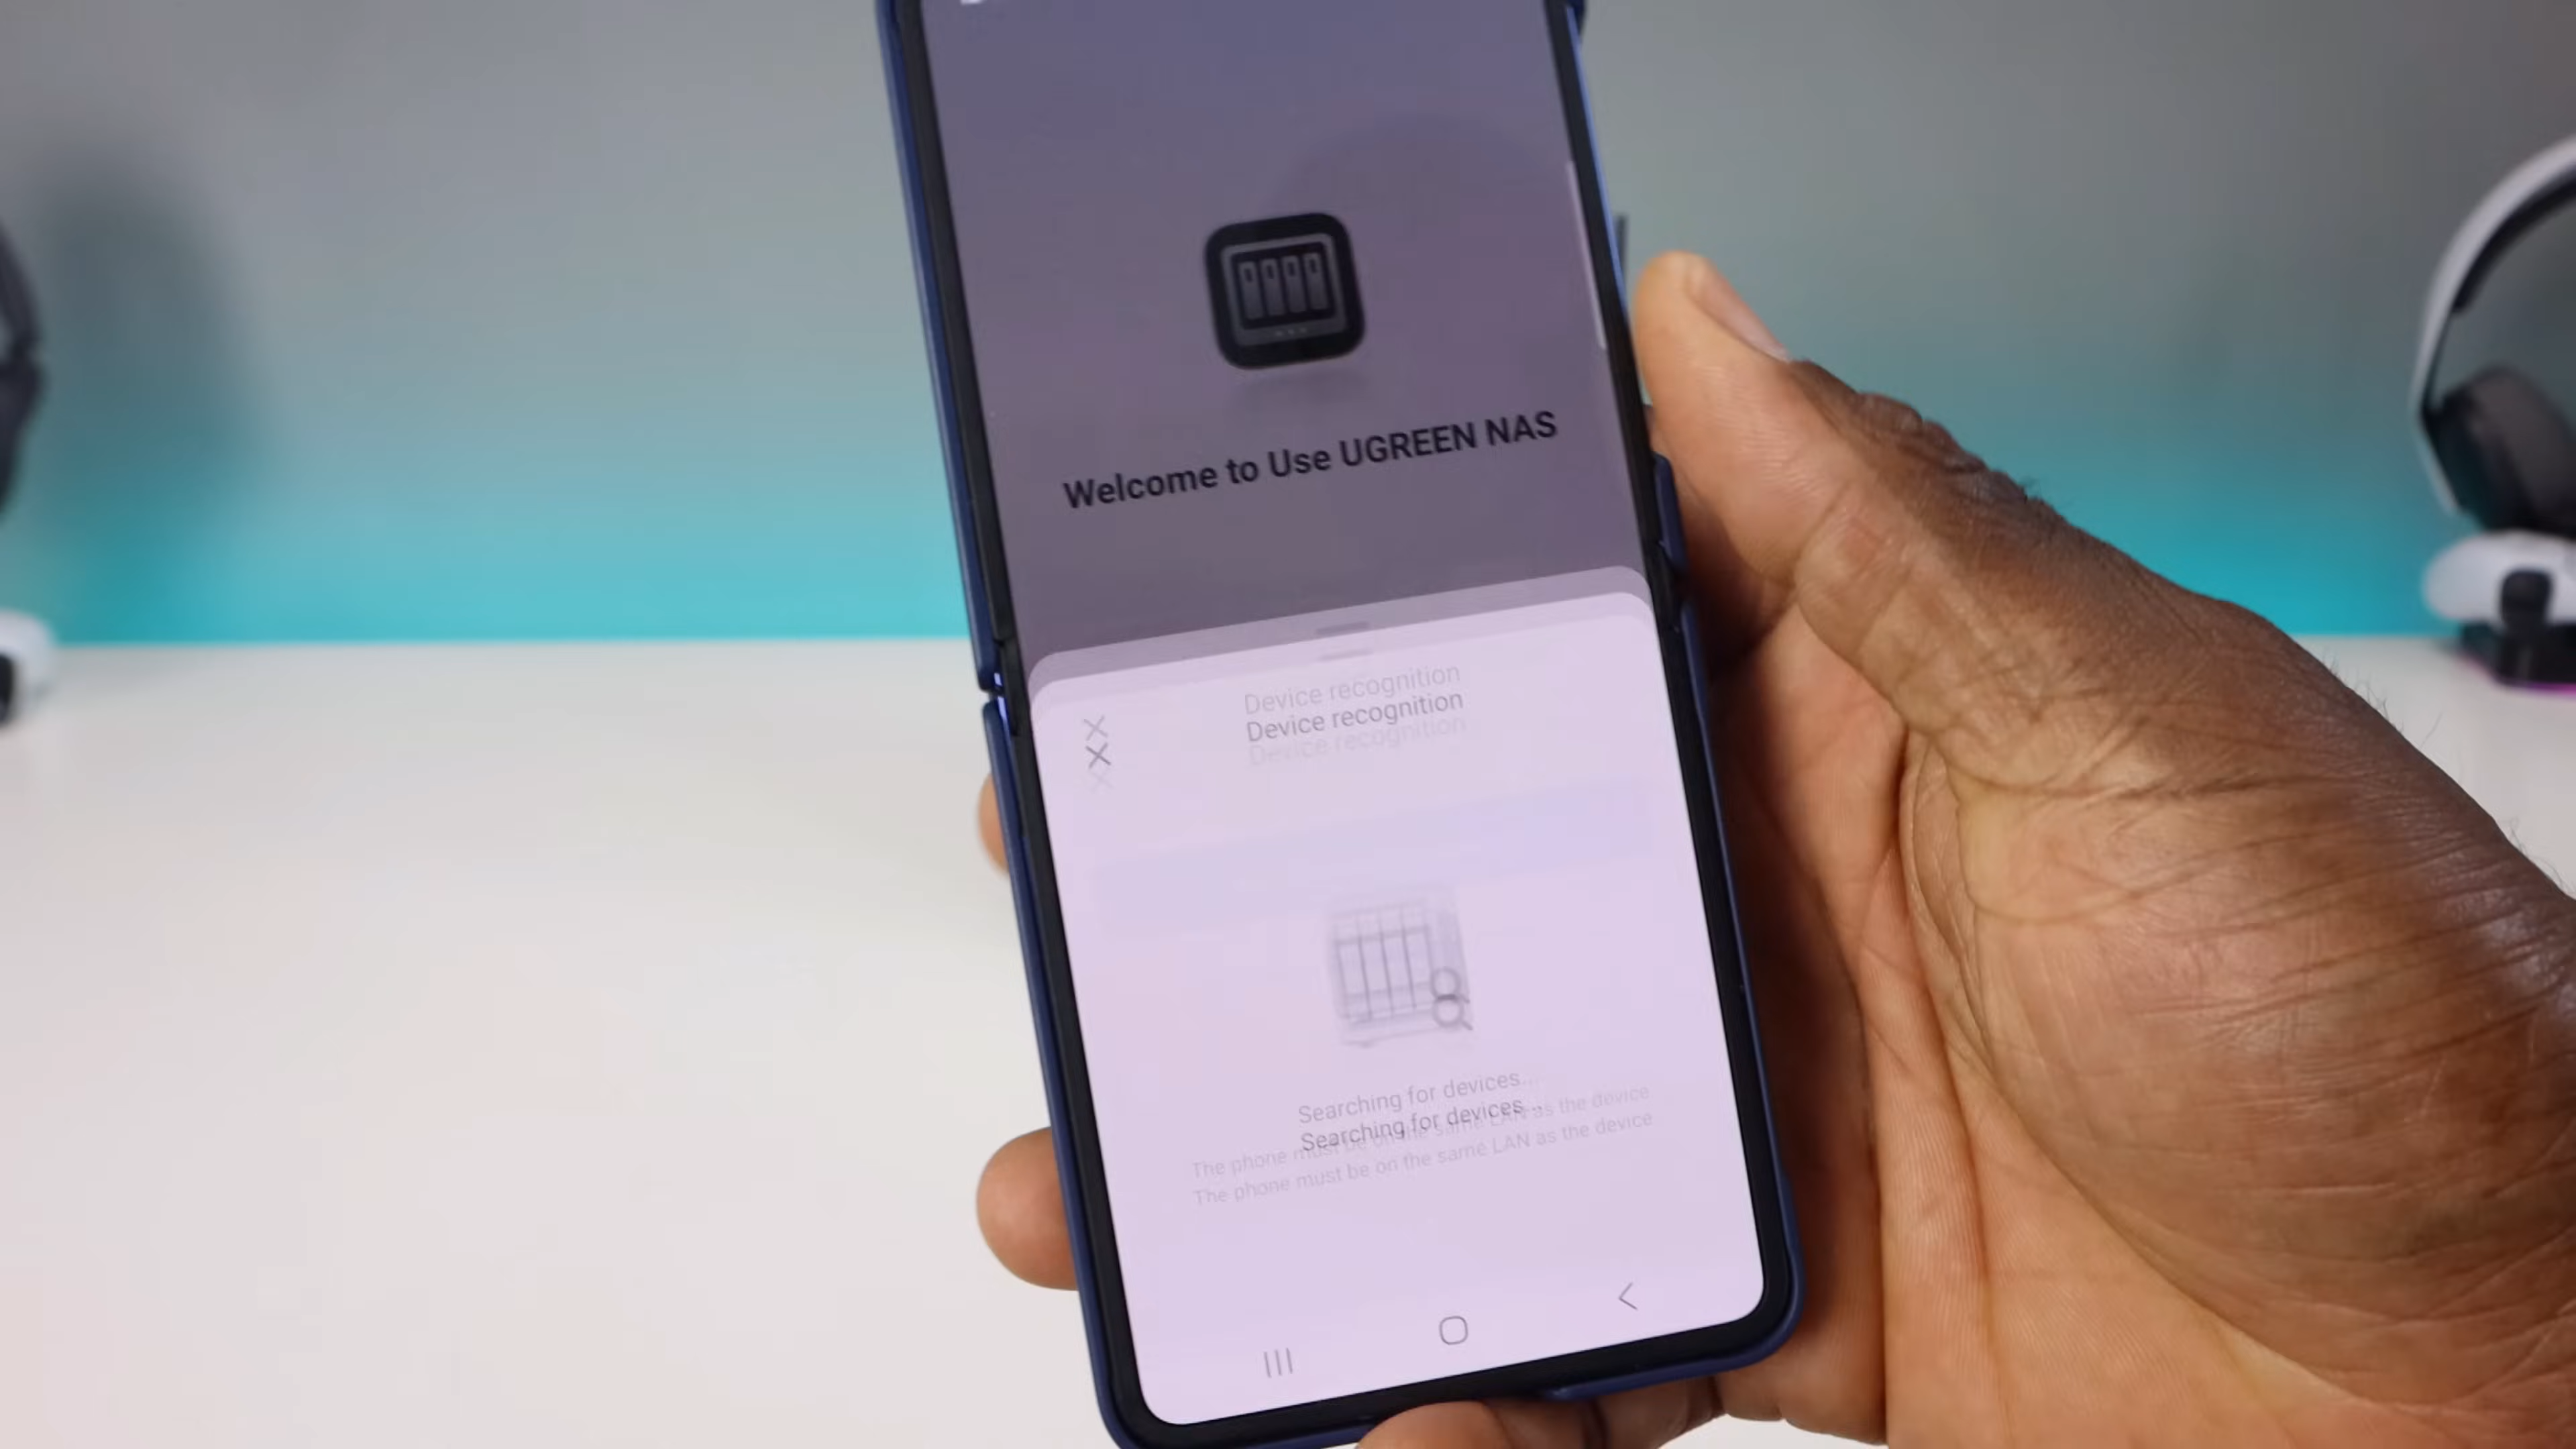 Welcome to Use UGREEN NAS
Device recognition
Device recognition
Device recognition
Searching for devices...
Searching for devices...
The phone must be on the same LAN as the device
The phone must be on the same LAN as the device